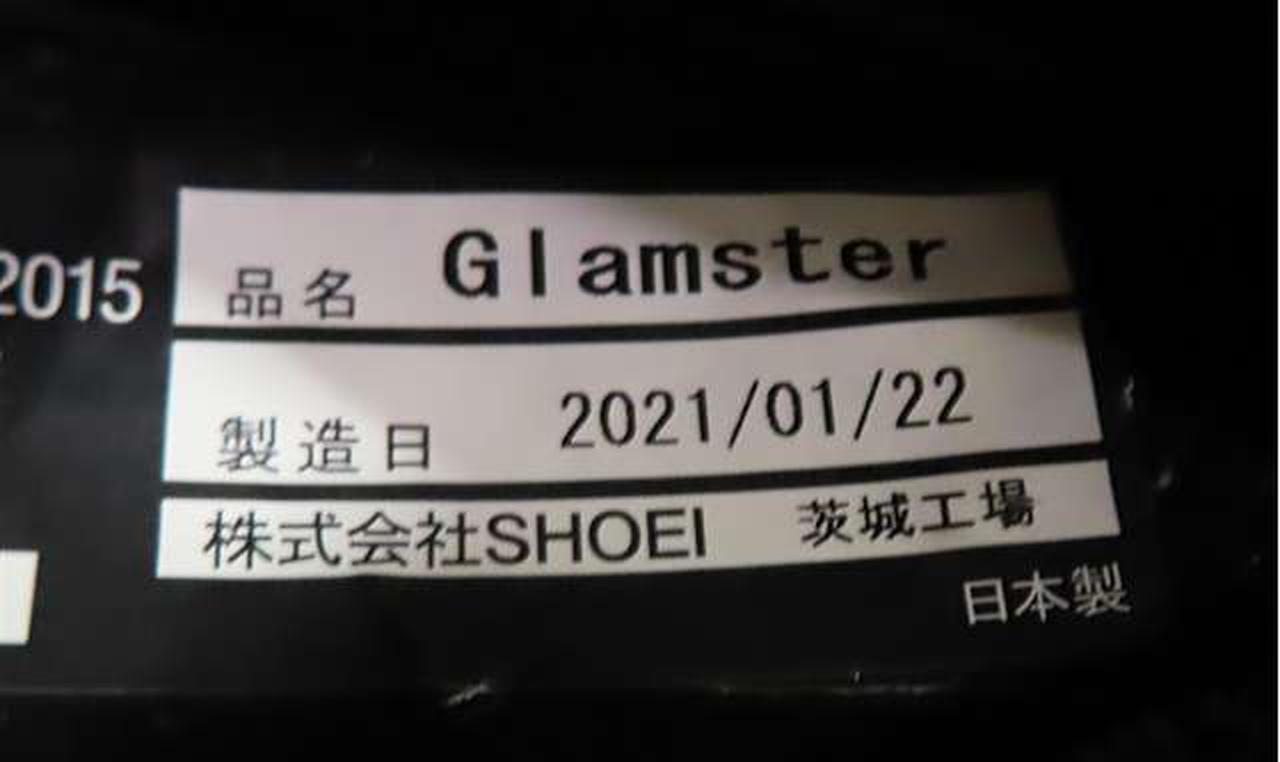 2015
品名 Glamster
製造日 2021/01/22
株式会社SHOEI 茨城工場
日本製